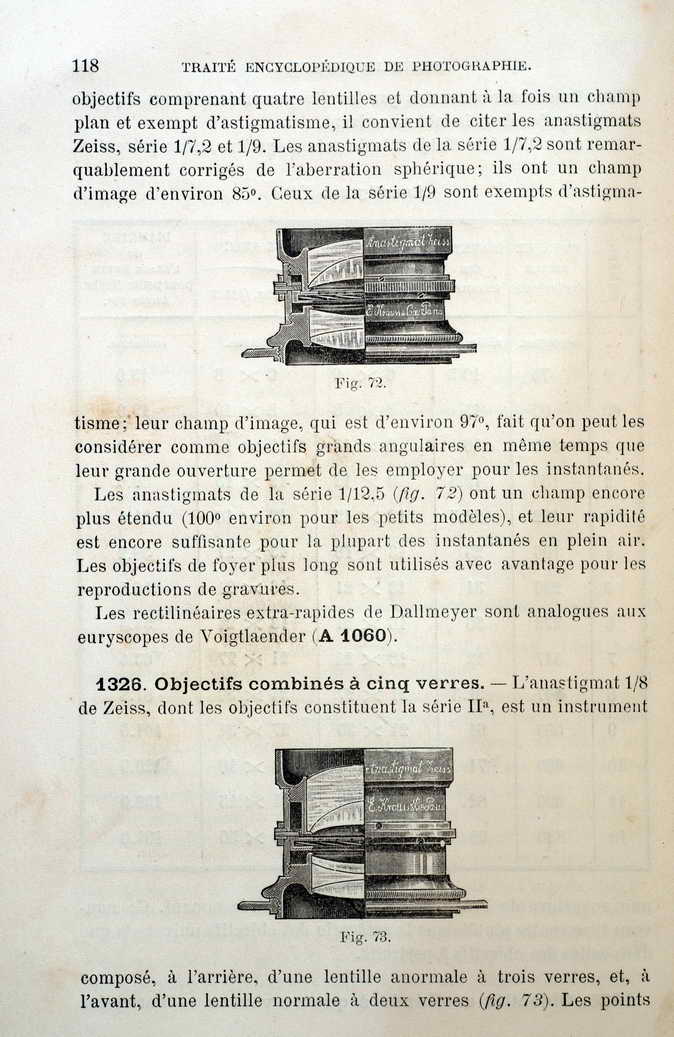 118 TRAITÉ ENCYCLOPÉDIQUE DE PHOTOGRAPHIE.
objectifs comprenant quatre lentilles et donnant à la fois un champ
plan et exempt d'astigmatisme, il convient de citer les anastigmats
Zeiss, série 1/7,2 et 1/9. Les anastigmats de la série 1/7,2 sont remar-
quablement corrigés de l'aberration sphérique; ils ont un champ
d'image d'environ 85°. Ceux de la série 1/9 sont exempts d'astigma-
Anastigmat Zeiss
E. Krauss & Cie Paris
Fig. 72.
tisme; leur champ d'image, qui est d'environ 97°, fait qu'on peut les
considérer comme objectifs grands angulaires en même temps que
leur grande ouverture permet de les employer pour les instantanés.
Les anastigmats de la série 1/12,5 (fig. 72) ont un champ encore
plus étendu (100° environ pour les petits modèles), et leur rapidité
est encore suffisante pour la plupart des instantanés en plein air.
Les objectifs de foyer plus long sont utilisés avec avantage pour les
reproductions de gravures.
Les rectilinéaires extra-rapides de Dallmeyer sont analogues aux
euryscopes de Voigtlaender (A 1060).
1326. Objectifs combinés à cinq verres. — L'anastigmat 1/8
de Zeiss, dont les objectifs constituent la série IIᵃ, est un instrument
Anastigmat Zeiss
E. Krauss
Fig. 73.
composé, à l'arrière, d'une lentille anormale à trois verres, et, à
l'avant, d'une lentille normale à deux verres (fig. 73). Les points